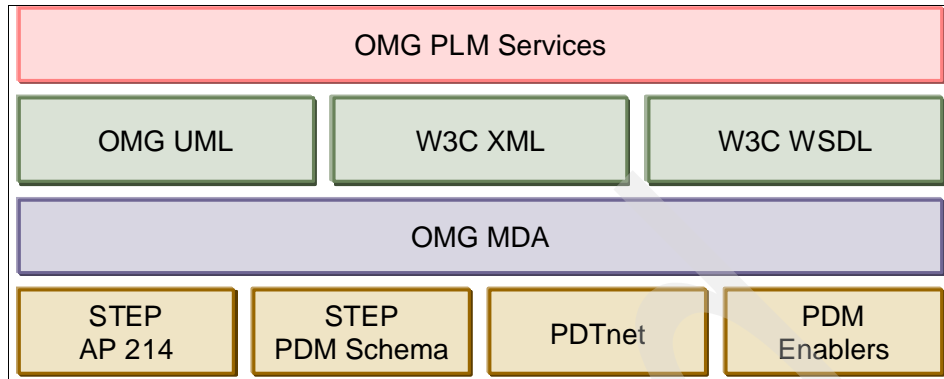 OMG PLM Services
OMG UML
W3C XML
W3C WSDL
OMG MDA
STEP
AP 214
STEP
PDM Schema
PDTnet
PDM
Enablers